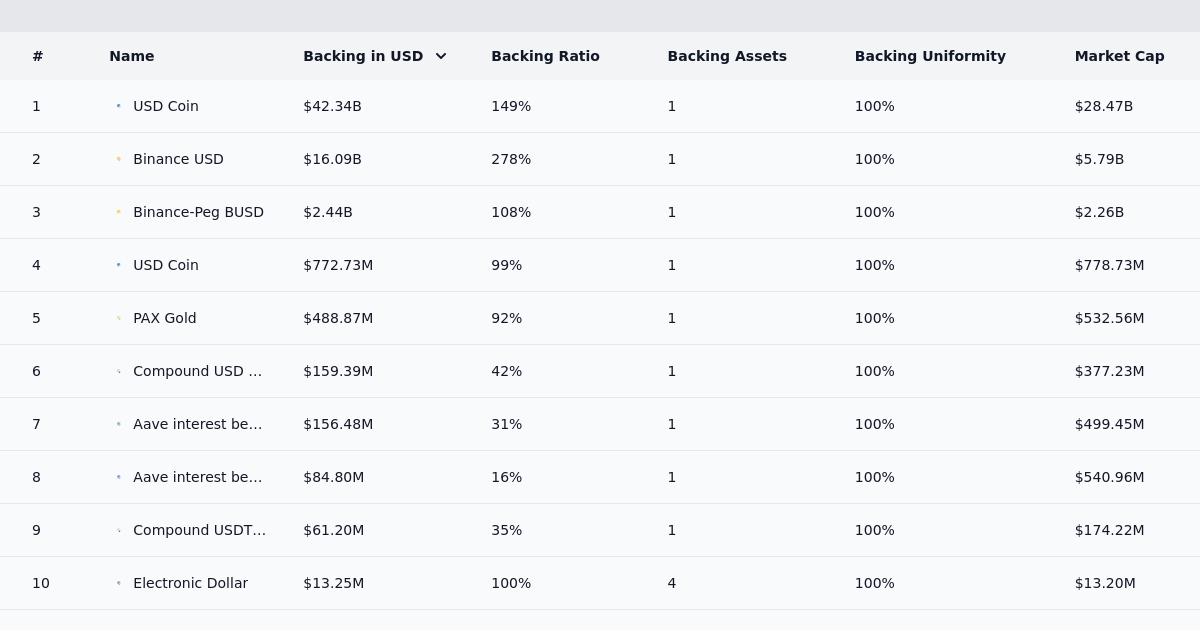 # Name Backing in USD Backing Ratio Backing Assets Backing Uniformity Market Cap
1 USD Coin $42.34B 149% 1 100% $28.47B
2 Binance USD $16.09B 278% 1 100% $5.79B
3 Binance-Peg BUSD $2.44B 108% 1 100% $2.26B
4 USD Coin $772.73M 99% 1 100% $778.73M
5 PAX Gold $488.87M 92% 1 100% $532.56M
6 Compound USD ... $159.39M 42% 1 100% $377.23M
7 Aave interest be... $156.48M 31% 1 100% $499.45M
8 Aave interest be... $84.80M 16% 1 100% $540.96M
9 Compound USDT... $61.20M 35% 1 100% $174.22M
10 Electronic Dollar $13.25M 100% 4 100% $13.20M